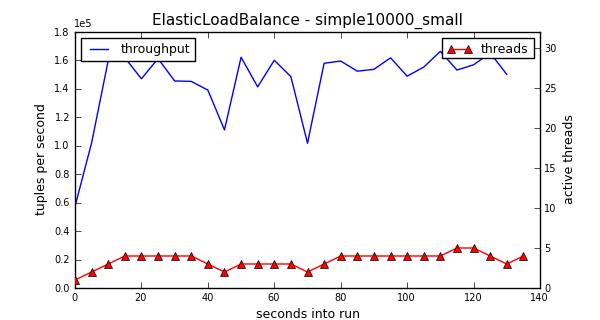 ElasticLoadBalance - simple10000_small
1e5
throughput
threads
tuples per second
active threads
1.8
1.6
1.4
1.2
1.0
0.8
0.6
0.4
0.2
0.0
30
25
20
15
10
5
0
0 20 40 60 80 100 120 140
seconds into run